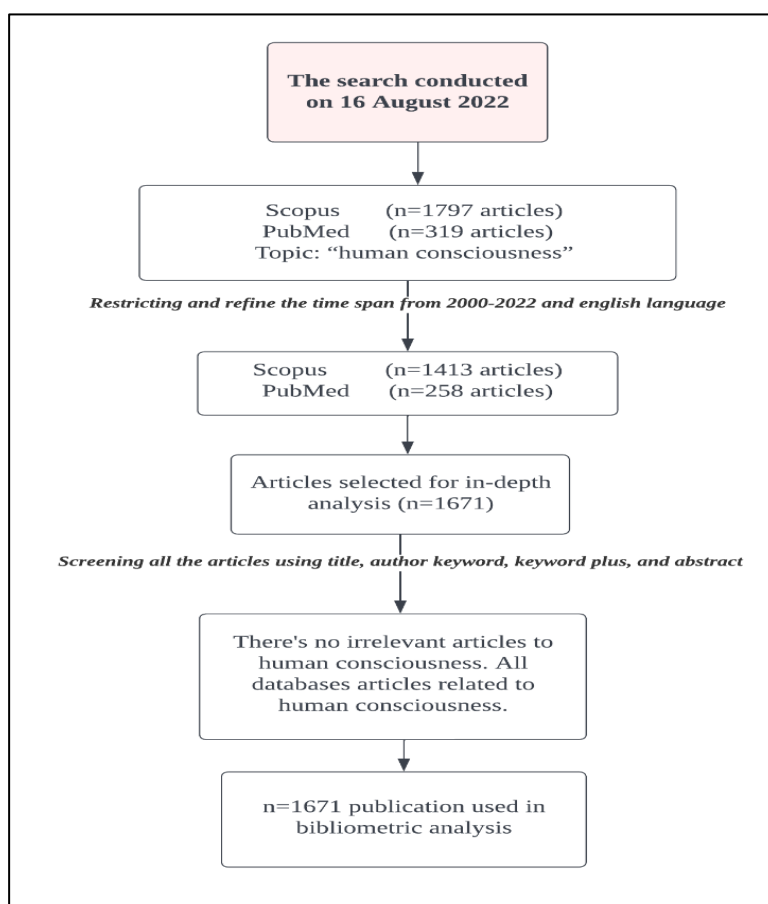 The search conducted
on 16 August 2022
Scopus (n=1797 articles)
PubMed (n=319 articles)
Topic: “human consciousness”
Restricting and refine the time span from 2000-2022 and english language
Scopus (n=1413 articles)
PubMed (n=258 articles)
Articles selected for in-depth
analysis (n=1671)
Screening all the articles using title, author keyword, keyword plus, and abstract
There's no irrelevant articles to
human consciousness. All
databases articles related to
human consciousness.
n=1671 publication used in
bibliometric analysis